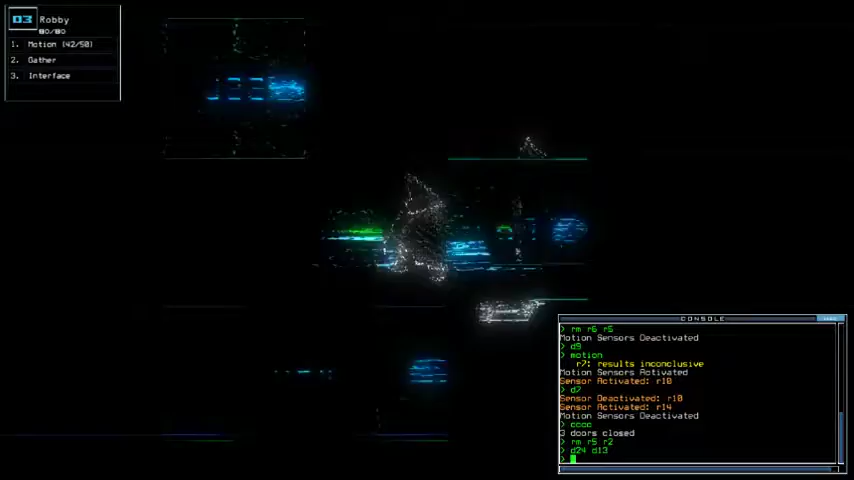 03 Robby
80/80
1. Motion (42/50)
2. Gather
3. Interface
CONSOLE
> rm r6 r5
Motion Sensors Deactivated
> d9
> motion
r7: results inconclusive
Motion Sensors Activated
Sensor Activated: r10
> d7
Sensor Deactivated: r10
Sensor Activated: r14
Motion Sensors Deactivated
> cccc
3 doors closed
> rm r5 r2
> d24 d13
>